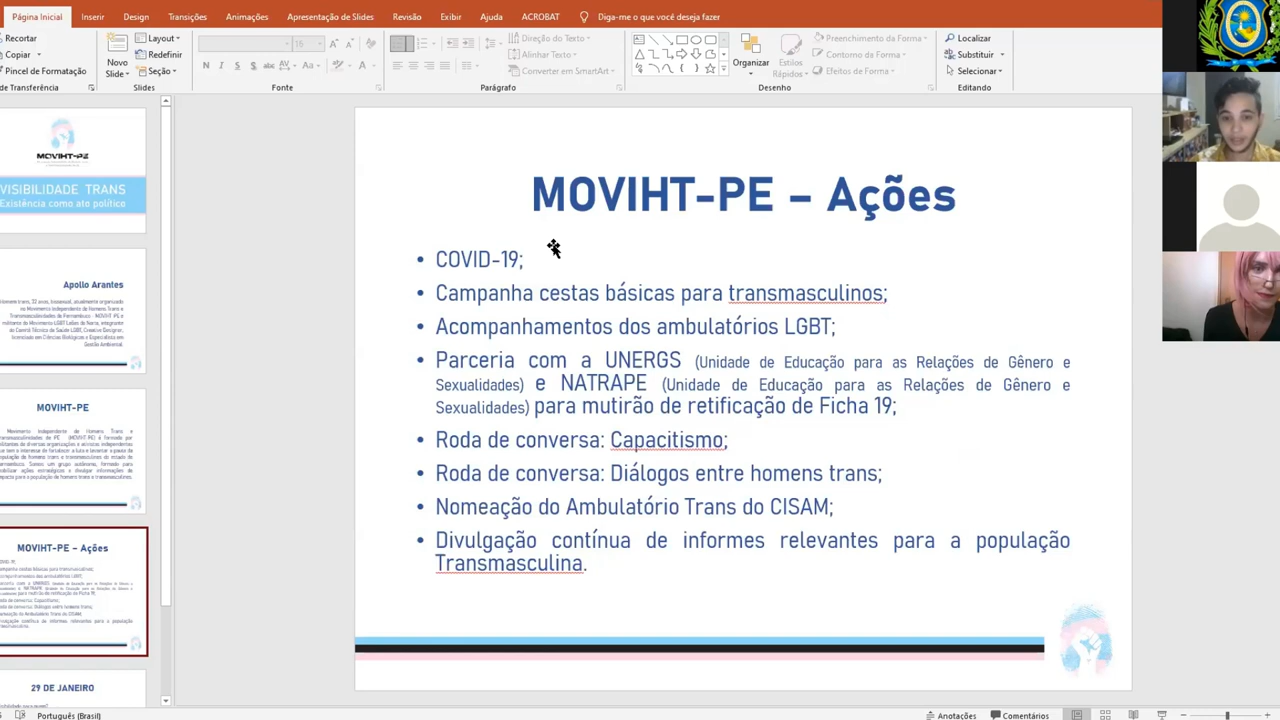 Página Inicial Inserir Design Transições Animações Apresentação de Slides Revisão Exibir Ajuda ACROBAT Diga-me o que você deseja fazer
Recortar
Copiar
Pincel de Formatação
de Transferência
Novo
Slide
Layout
Redefinir
Seção
Slides
15
N I S
Aa
Fonte
Direção do Texto
Alinhar Texto
Converter em SmartArt
Parágrafo
Organizar
Estilos
Rápidos
Preenchimento da Forma
Contorno da Forma
Efeitos de Forma
Desenho
Localizar
Substituir
Selecionar
Editando
MOVIHT-PE
VISIBILIDADE TRANS
Existência como ato político
Apollo Arantes
MOVIHT-PE
MOVIHT-PE – Ações
29 DE JANEIRO
MOVIHT-PE – Ações
• COVID-19;
• Campanha cestas básicas para transmasculinos;
• Acompanhamentos dos ambulatórios LGBT;
• Parceria com a UNERGS (Unidade de Educação para as Relações de Gênero e
Sexualidades) e NATRAPE (Unidade de Educação para as Relações de Gênero e
Sexualidades) para mutirão de retificação de Ficha 19;
• Roda de conversa: Capacitismo;
• Roda de conversa: Diálogos entre homens trans;
• Nomeação do Ambulatório Trans do CISAM;
• Divulgação contínua de informes relevantes para a população
Transmasculina.
Português (Brasil)
Anotações Comentários